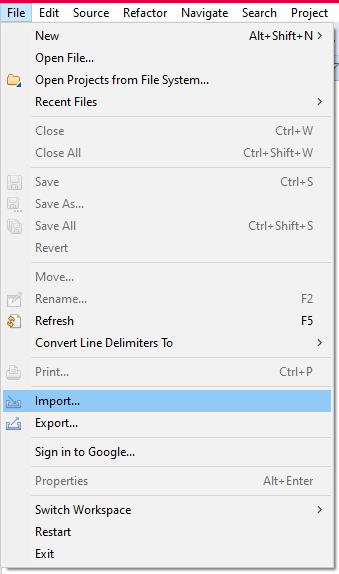 File Edit Source Refactor Navigate Search Project
New Alt+Shift+N >
Open File...
Open Projects from File System...
Recent Files >
Close Ctrl+W
Close All Ctrl+Shift+W
Save Ctrl+S
Save As...
Save All Ctrl+Shift+S
Revert
Move...
Rename... F2
Refresh F5
Convert Line Delimiters To >
Print... Ctrl+P
Import...
Export...
Sign in to Google...
Properties Alt+Enter
Switch Workspace >
Restart
Exit